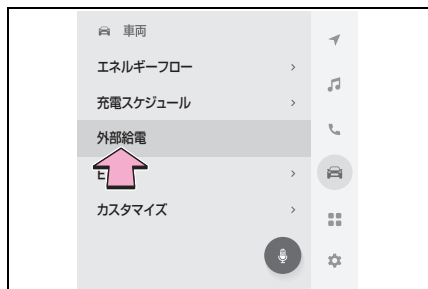 車両
エネルギーフロー
充電スケジュール
外部給電
カスタマイズ